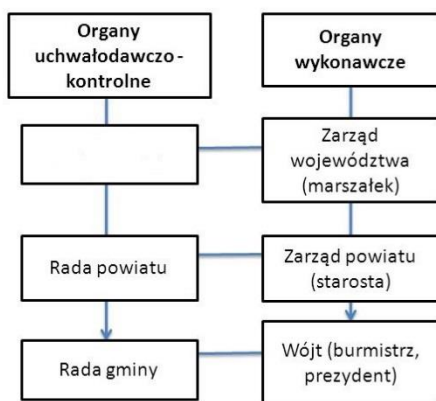 Organy
uchwałodawczo -
kontrolne
Organy
wykonawcze
Zarząd
województwa
(marszałek)
Rada powiatu
Zarząd powiatu
(starosta)
Rada gminy
Wójt (burmistrz,
prezydent)